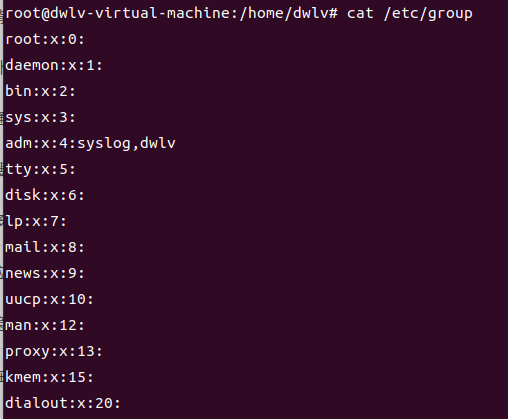 root@dwlv-virtual-machine:/home/dwlv# cat /etc/group
root:x:0:
daemon:x:1:
bin:x:2:
sys:x:3:
adm:x:4:syslog,dwlv
tty:x:5:
disk:x:6:
lp:x:7:
mail:x:8:
news:x:9:
uucp:x:10:
man:x:12:
proxy:x:13:
kmem:x:15:
dialout:x:20: